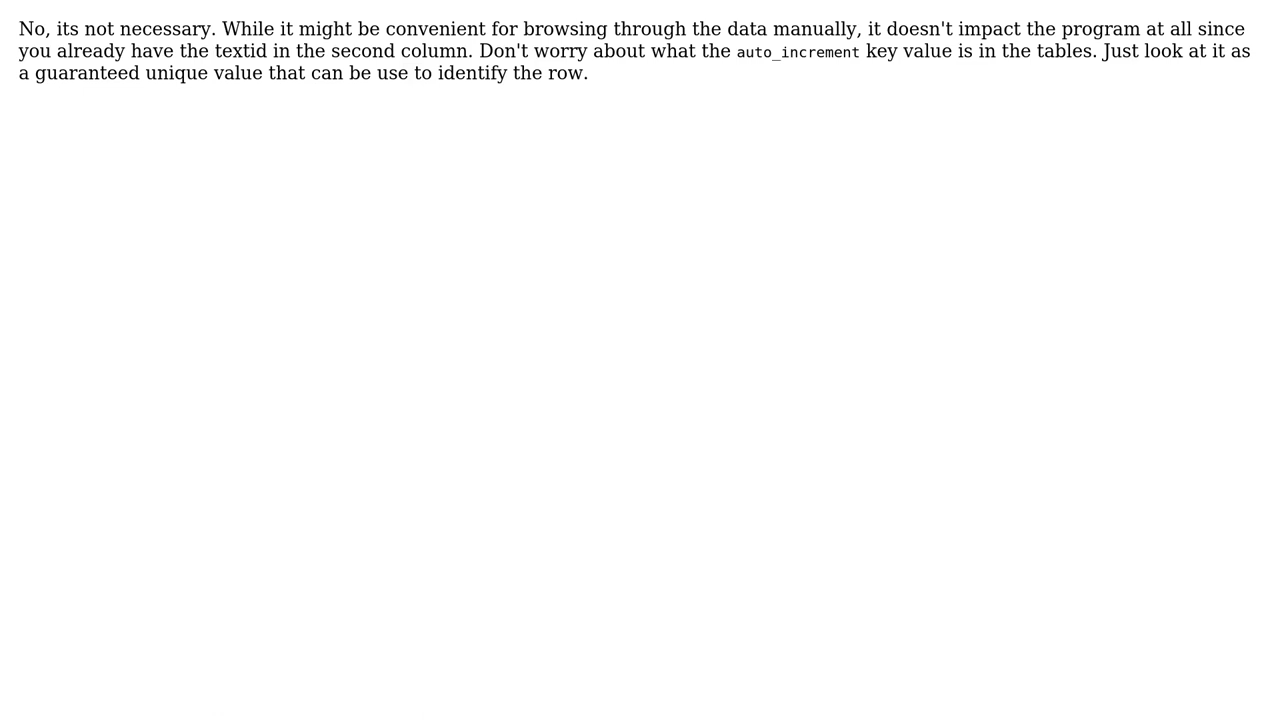 No, its not necessary. While it might be convenient for browsing through the data manually, it doesn't impact the program at all since
you already have the textid in the second column. Don't worry about what the auto_increment key value is in the tables. Just look at it as
a guaranteed unique value that can be use to identify the row.